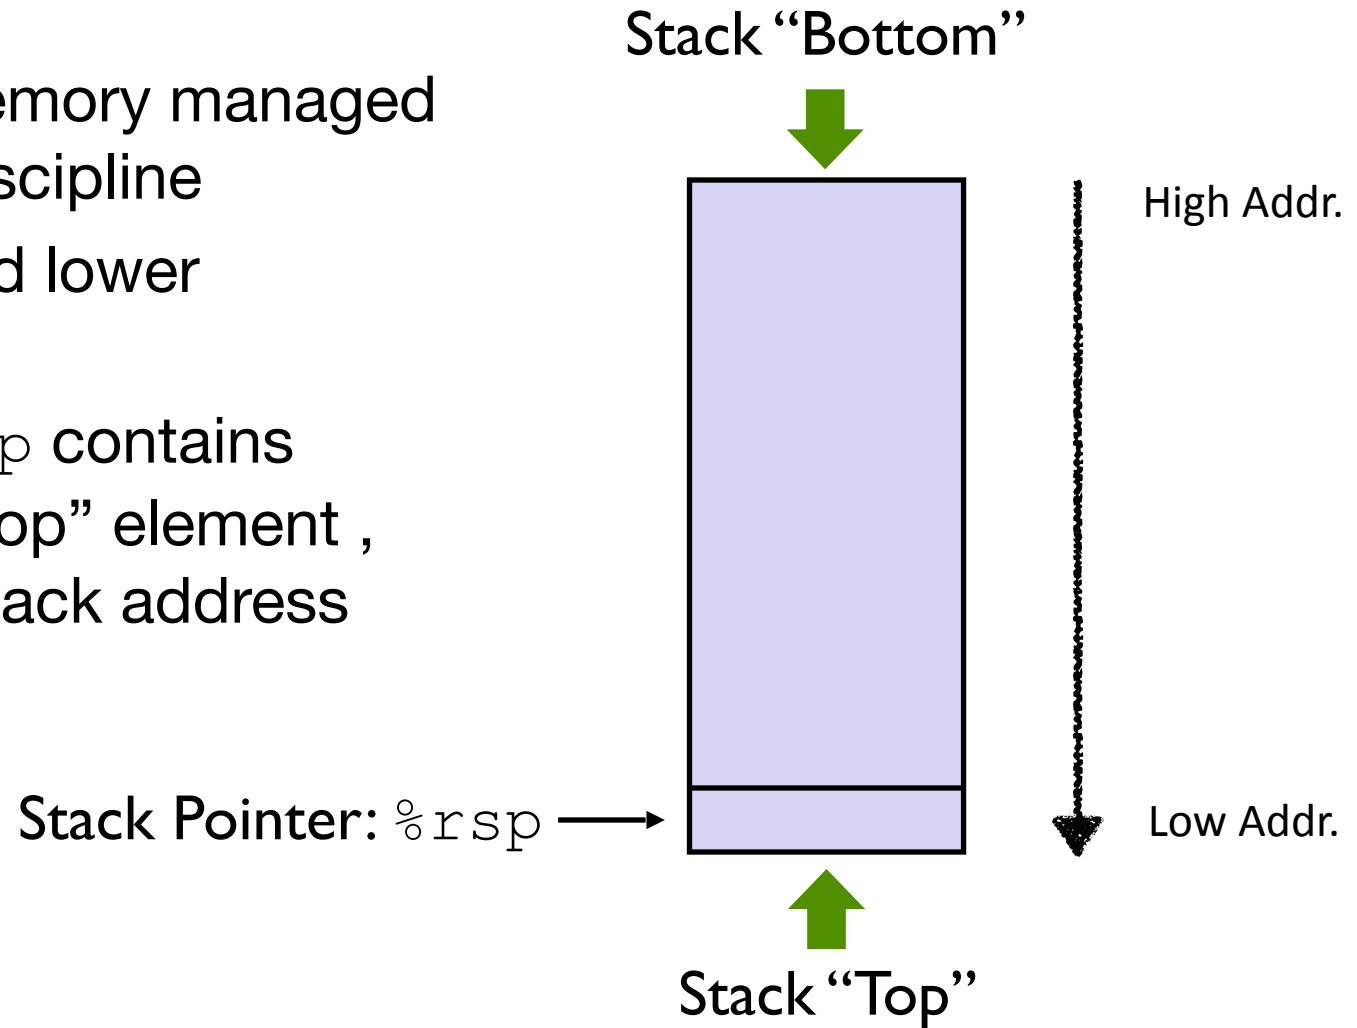 Stack “Bottom”
emory managed
scipline
d lower
p contains
op” element ,
ack address
High Addr.
Stack Pointer: %rsp
Low Addr.
Stack “Top”